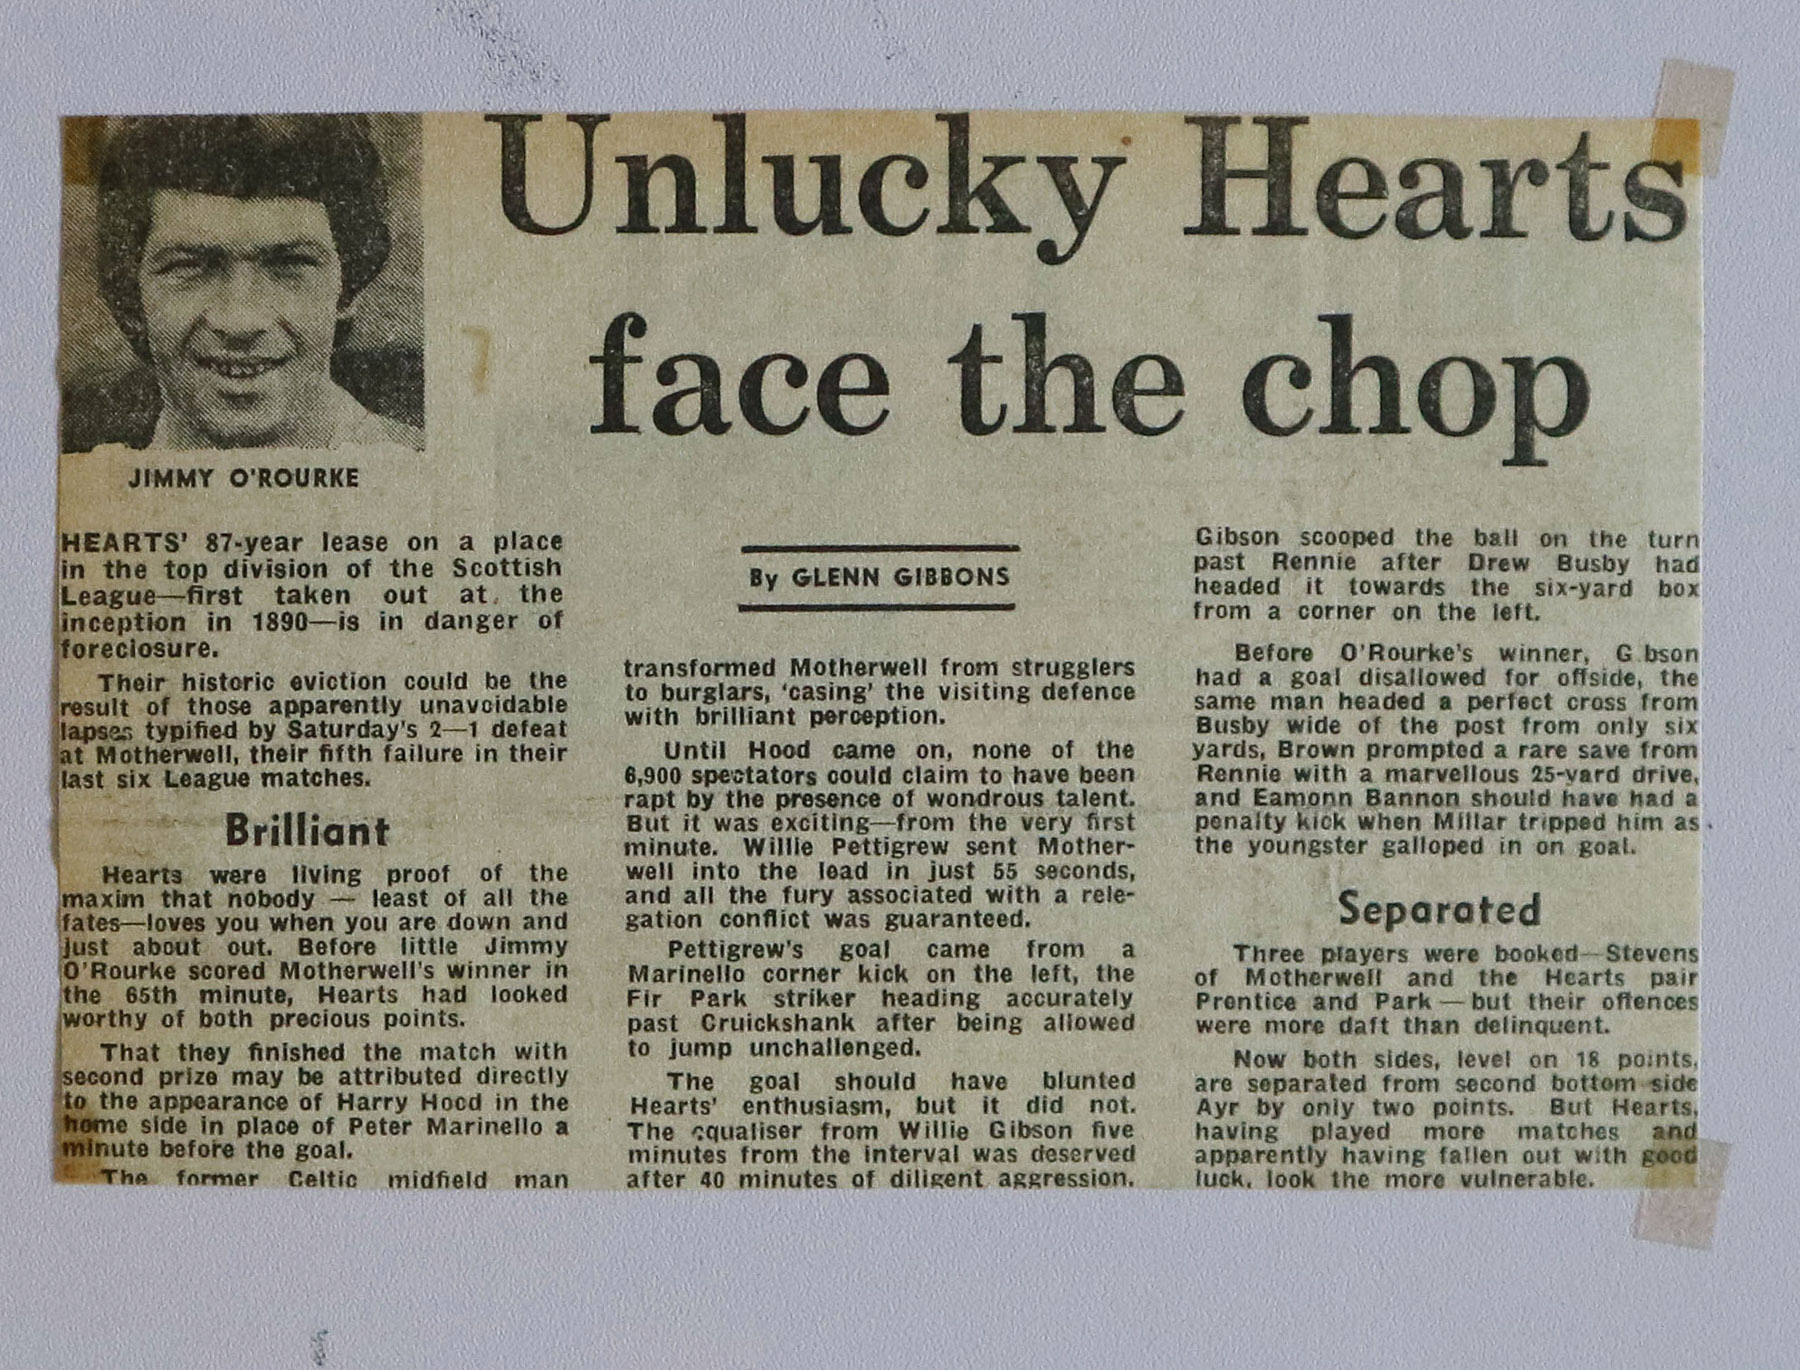 Unlucky Hearts
face the chop
JIMMY O'ROURKE
HEARTS' 87-year lease on a place
in the top division of the Scottish
League—first taken out at the
inception in 1890—is in danger of
foreclosure.
Their historic eviction could be the
result of those apparently unavoidable
lapses typified by Saturday's 2—1 defeat
at Motherwell, their fifth failure in their
last six League matches.
Brilliant
Hearts were living proof of the
maxim that nobody — least of all the
fates—loves you when you are down and
just about out. Before little Jimmy
O'Rourke scored Motherwell's winner in
the 65th minute, Hearts had looked
worthy of both precious points.
That they finished the match with
second prize may be attributed directly
to the appearance of Harry Hood in the
home side in place of Peter Marinello a
minute before the goal.
The former Celtic midfield man
By GLENN GIBBONS
transformed Motherwell from strugglers
to burglars, 'casing' the visiting defence
with brilliant perception.
Until Hood came on, none of the
6,900 spectators could claim to have been
rapt by the presence of wondrous talent.
But it was exciting—from the very first
minute. Willie Pettigrew sent Mother-
well into the lead in just 55 seconds,
and all the fury associated with a rele-
gation conflict was guaranteed.
Pettigrew's goal came from a
Marinello corner kick on the left, the
Fir Park striker heading accurately
past Cruickshank after being allowed
to jump unchallenged.
The goal should have blunted
Hearts' enthusiasm, but it did not.
The equaliser from Willie Gibson five
minutes from the interval was deserved
after 40 minutes of diligent aggression.
Gibson scooped the ball on the turn
past Rennie after Drew Busby had
headed it towards the six-yard box
from a corner on the left.
Before O'Rourke's winner, G bson
had a goal disallowed for offside, the
same man headed a perfect cross from
Busby wide of the post from only six
yards, Brown prompted a rare save from
Rennie with a marvellous 25-yard drive,
and Eamonn Bannon should have had a
penalty kick when Millar tripped him as
the youngster galloped in on goal.
Separated
Three players were booked—Stevens
of Motherwell and the Hearts pair
Prentice and Park — but their offences
were more daft than delinquent.
Now both sides, level on 18 points,
are separated from second bottom side
Ayr by only two points. But Hearts,
having played more matches and
apparently having fallen out with good
luck, look the more vulnerable.